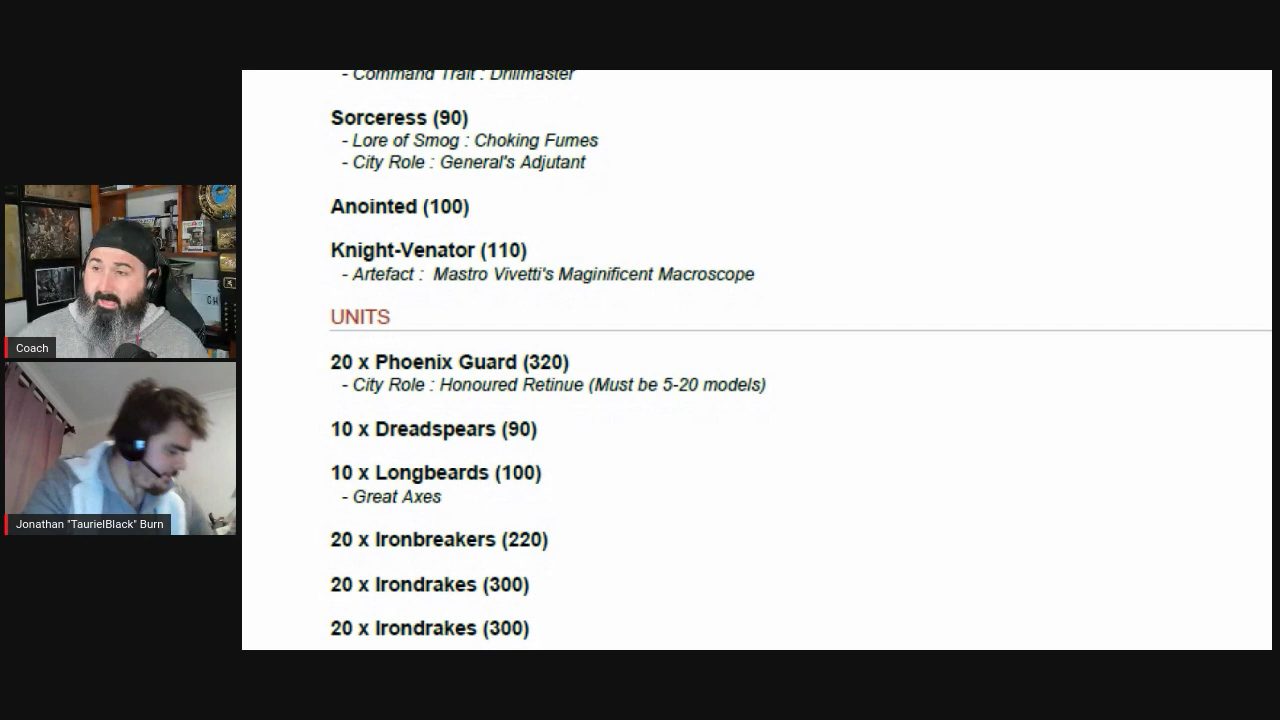 - Command Trait : Drillmaster
Sorceress (90)
- Lore of Smog : Choking Fumes
- City Role : General's Adjutant
Anointed (100)
Knight-Venator (110)
- Artefact :  Mastro Vivetti's Maginificent Macroscope
UNITS
20 x Phoenix Guard (320)
- City Role : Honoured Retinue (Must be 5-20 models)
10 x Dreadspears (90)
10 x Longbeards (100)
- Great Axes
20 x Ironbreakers (220)
20 x Irondrakes (300)
20 x Irondrakes (300)
Coach
Jonathan "TaurielBlack" Burn